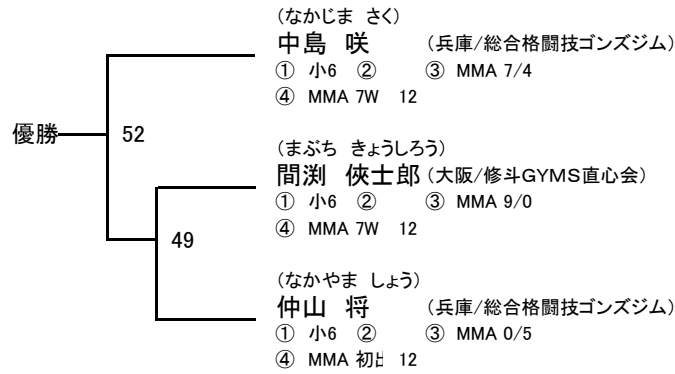 (なかじま さく)
中島 咲 (兵庫/総合格闘技ゴンズジム)
① 小6 ② ③ MMA 7/4
④ MMA 7W 12
優勝 52
(まぶち きょうしろう)
間渕 俠士郎 (大阪/修斗GYMS直心会)
① 小6 ② ③ MMA 9/0
④ MMA 7W 12
49
(なかやま しょう)
仲山 将 (兵庫/総合格闘技ゴンズジム)
① 小6 ② ③ MMA 0/5
④ MMA 初出 12